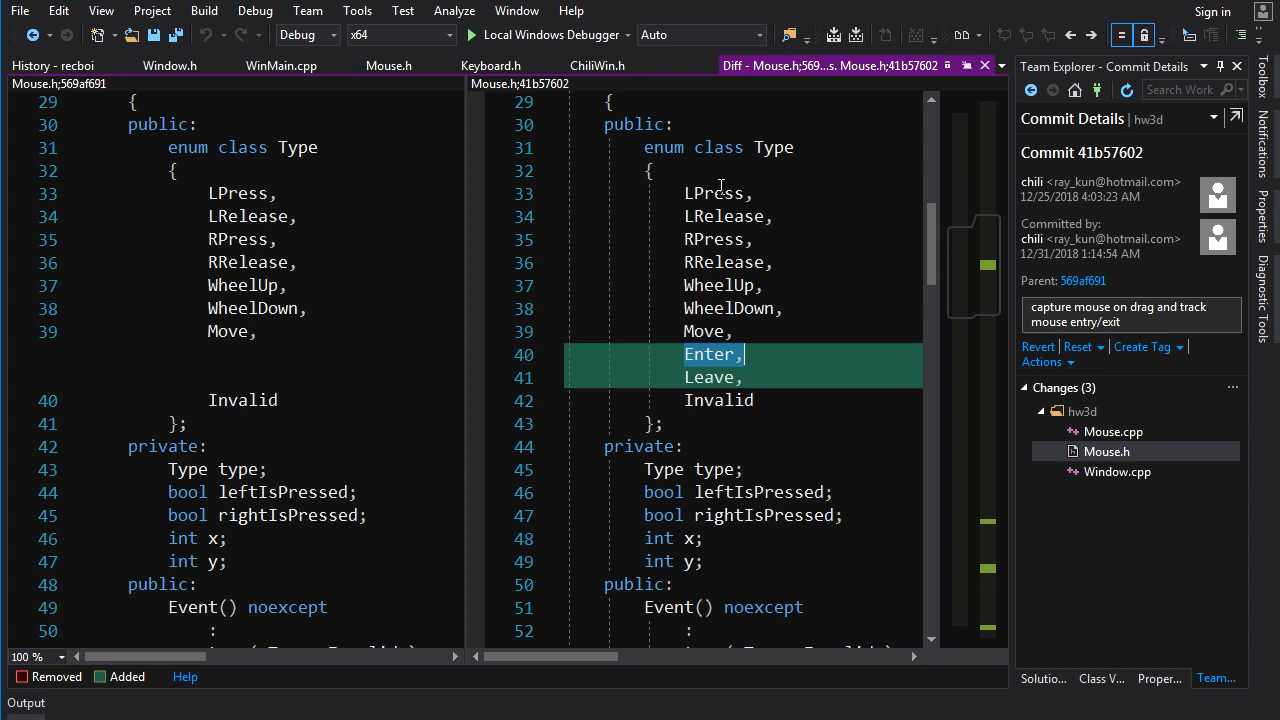 File Edit View Project Build Debug Team Tools Test Analyze Window Help Sign in
Debug x64 Local Windows Debugger Auto
History - recboi Window.h WinMain.cpp Mouse.h Keyboard.h ChiliWin.h Diff - Mouse.h;569...s. Mouse.h;41b57602
Mouse.h;569af691
29 {
30 public:
31 enum class Type
32 {
33 LPress,
34 LRelease,
35 RPress,
36 RRelease,
37 WheelUp,
38 WheelDown,
39 Move,
40 Invalid
41 };
42 private:
43 Type type;
44 bool leftIsPressed;
45 bool rightIsPressed;
46 int x;
47 int y;
48 public:
49 Event() noexcept
50 :
100 %
Removed Added Help
Output
Mouse.h;41b57602
29 {
30 public:
31 enum class Type
32 {
33 LPress,
34 LRelease,
35 RPress,
36 RRelease,
37 WheelUp,
38 WheelDown,
39 Move,
40 Enter,
41 Leave,
42 Invalid
43 };
44 private:
45 Type type;
46 bool leftIsPressed;
47 bool rightIsPressed;
48 int x;
49 int y;
50 public:
51 Event() noexcept
52 :
Team Explorer - Commit Details
Search Work
Commit Details | hw3d
Commit 41b57602
chili <ray_kun@hotmail.com>
12/25/2018 4:03:23 AM
Committed by:
chili <ray_kun@hotmail.com>
12/31/2018 1:14:54 AM
Parent: 569af691
capture mouse on drag and track
mouse entry/exit
Revert Reset Create Tag
Actions
Changes (3)
hw3d
Mouse.cpp
Mouse.h
Window.cpp
Solutio... Class V... Proper... Team...
Toolbox
Notifications
Properties
Diagnostic Tools